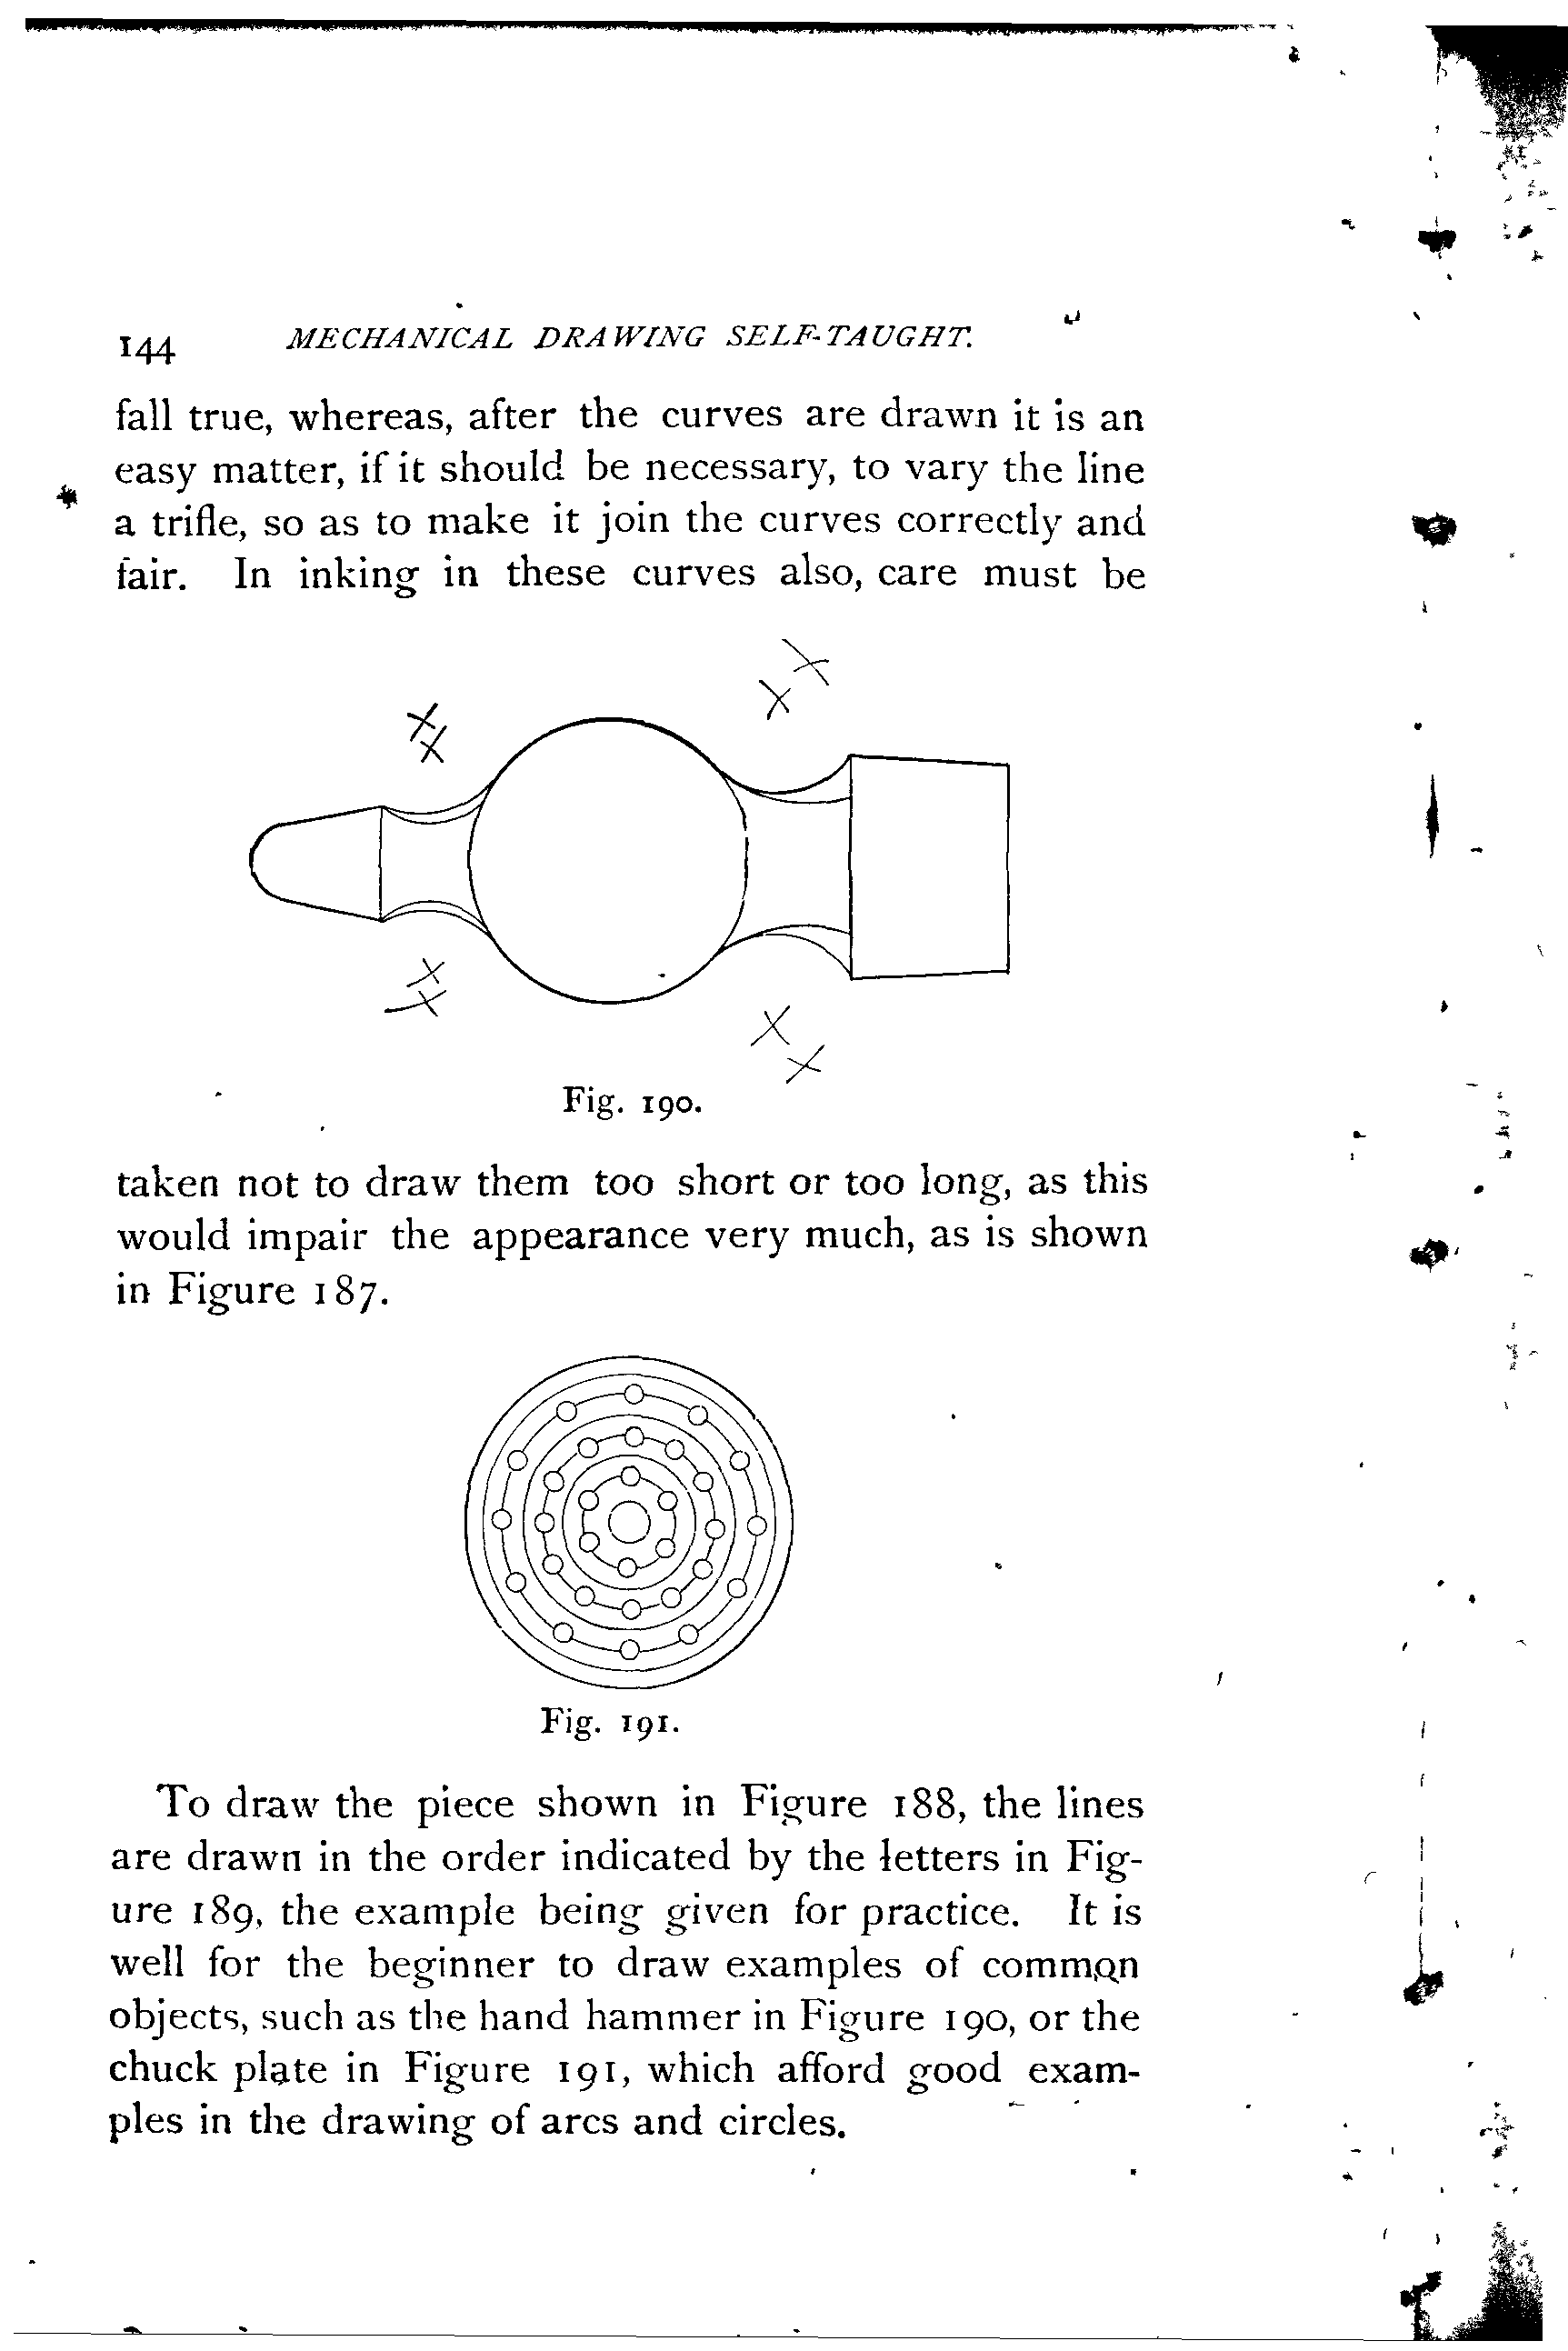 144 MECHANICAL DRAWING SELF-TAUGHT.
fall true, whereas, after the curves are drawn it is an
easy matter, if it should be necessary, to vary the line
a trifle, so as to make it join the curves correctly and
fair. In inking in these curves also, care must be
Fig. 190.
taken not to draw them too short or too long, as this
would impair the appearance very much, as is shown
in Figure 187.
Fig. 191.
To draw the piece shown in Figure 188, the lines
are drawn in the order indicated by the letters in Fig-
ure 189, the example being given for practice. It is
well for the beginner to draw examples of common
objects, such as the hand hammer in Figure 190, or the
chuck plate in Figure 191, which afford good exam-
ples in the drawing of arcs and circles.